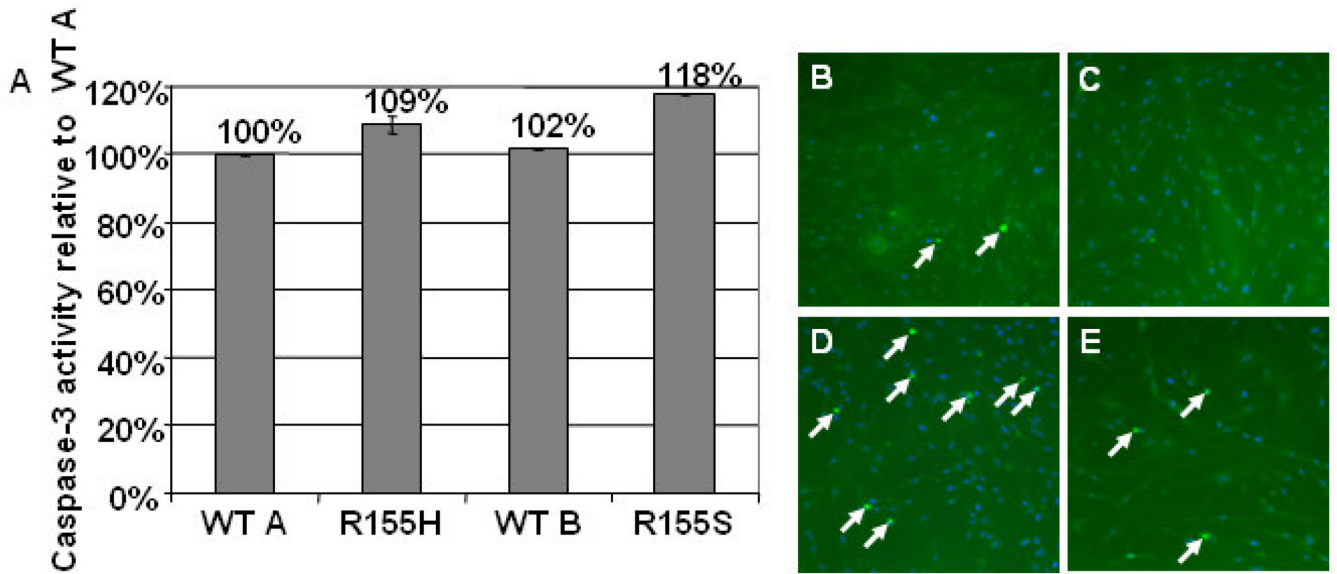 A
Caspase-3 activity relative to WT A
120%
100%
80%
60%
40%
20%
0%
100%
109%
102%
118%
WT A
R155H
WT B
R155S
B
C
D
E